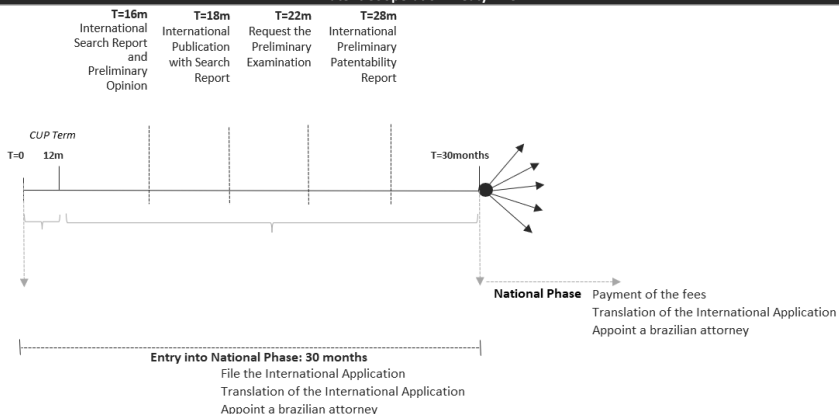 T=16m
International
Search Report
and
Preliminary
Opinion
T=18m
International
Publication
with Search
Report
T=22m
Request the
Preliminary
Examination
T=28m
International
Preliminary
Patentability
Report
CUP Term
T=0 12m
T=30months
National Phase Payment of the fees
Translation of the International Application
Appoint a brazilian attorney
Entry into National Phase: 30 months
File the International Application
Translation of the International Application
Appoint a brazilian attorney